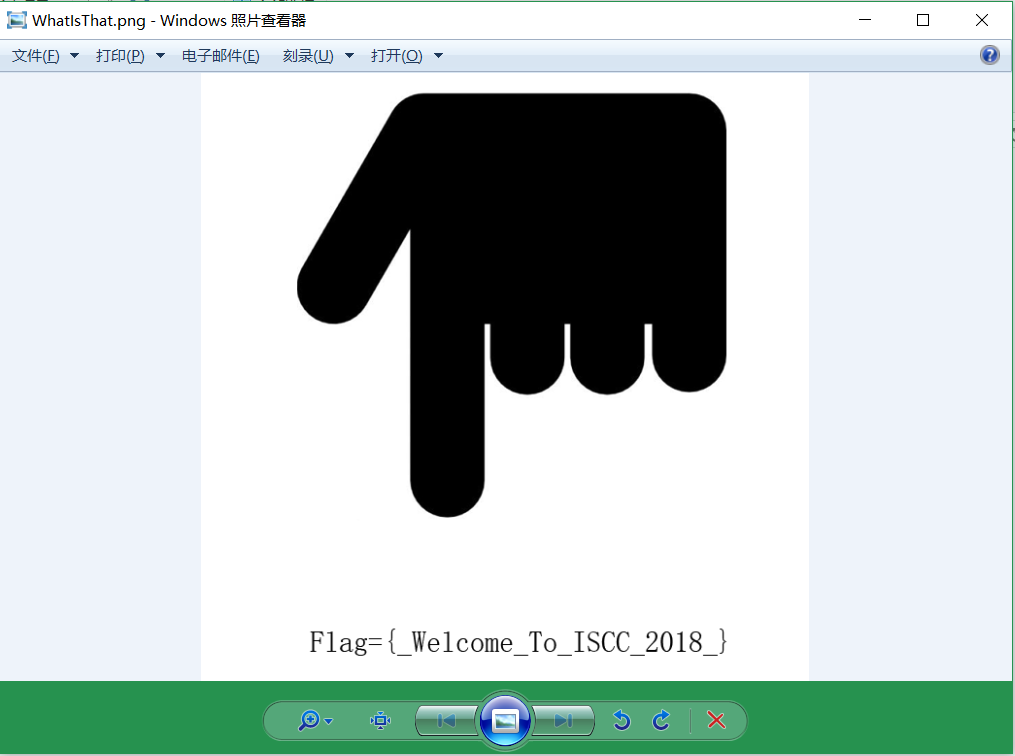 WhatIsThat.png - Windows 照片查看器
文件(F) 打印(P) 电子邮件(E) 刻录(U) 打开(O)
Flag={_Welcome_To_ISCC_2018_}